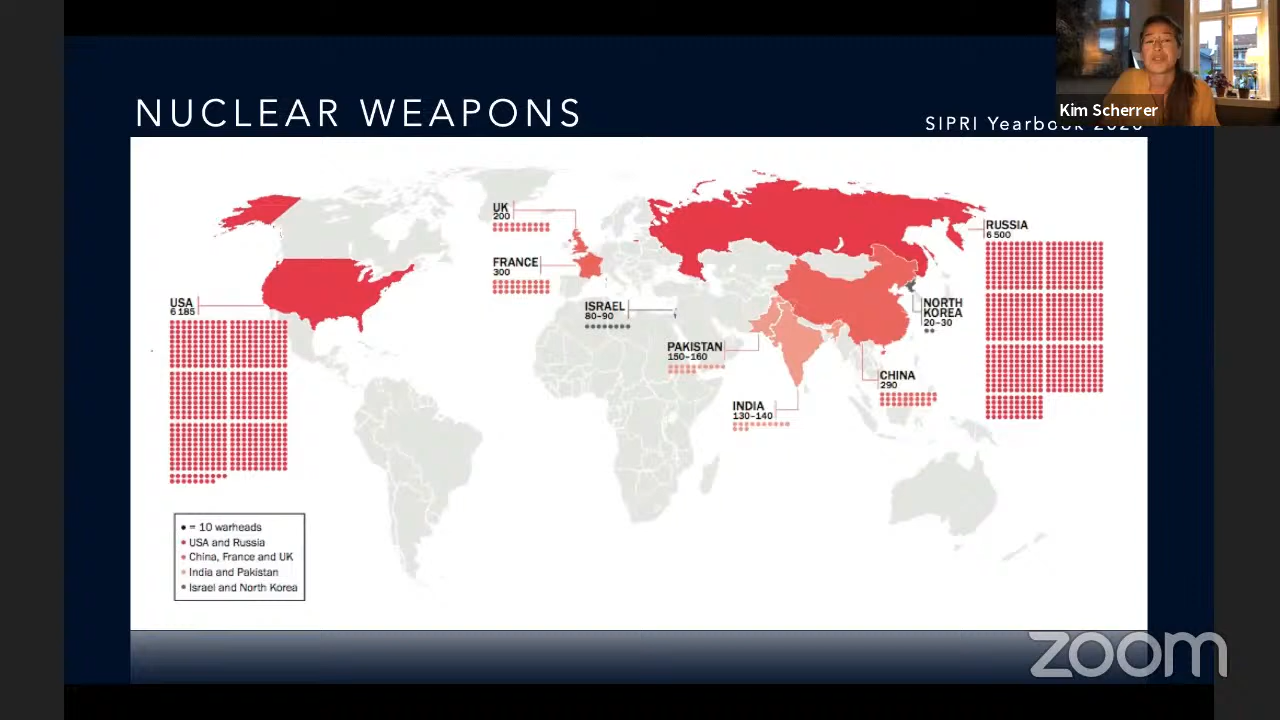 Kim Scherrer
NUCLEAR WEAPONS
SIPRI Yearbook 2020
UK
200
FRANCE
300
RUSSIA
6 500
USA
6 185
ISRAEL
80–90
NORTH
KOREA
20–30
PAKISTAN
150–160
CHINA
290
INDIA
130–140
= 10 warheads
USA and Russia
China, France and UK
India and Pakistan
Israel and North Korea
zoom